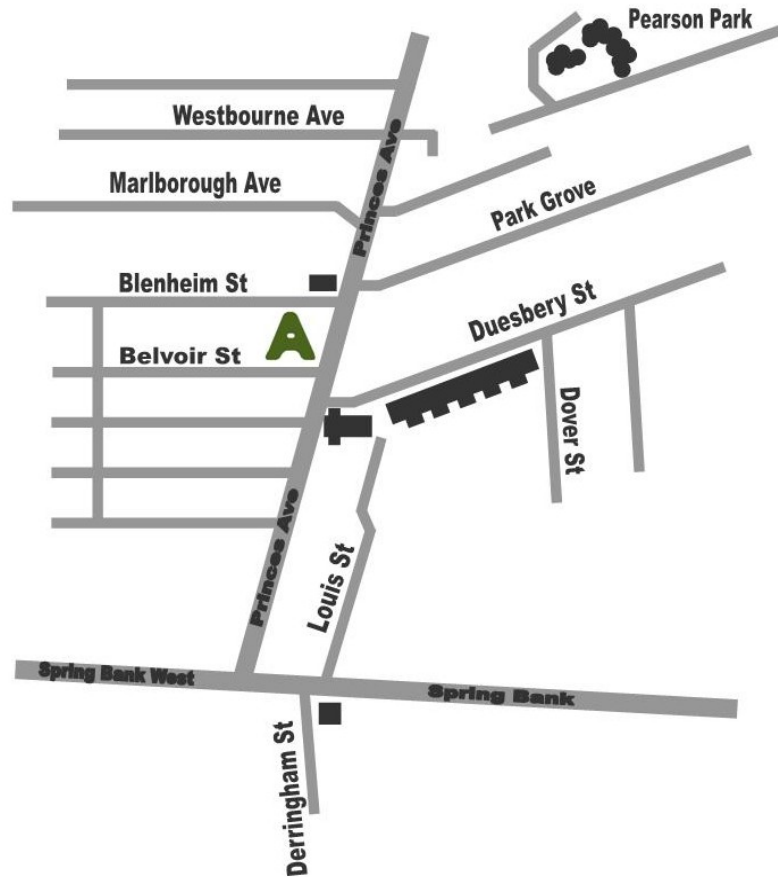 Pearson Park
Westbourne Ave
Princes Ave
Marlborough Ave
Park Grove
Blenheim St
A
Duesbery St
Belvoir St
Dover St
Princes Ave
Louis St
Spring Bank West
Spring Bank
Derringham St